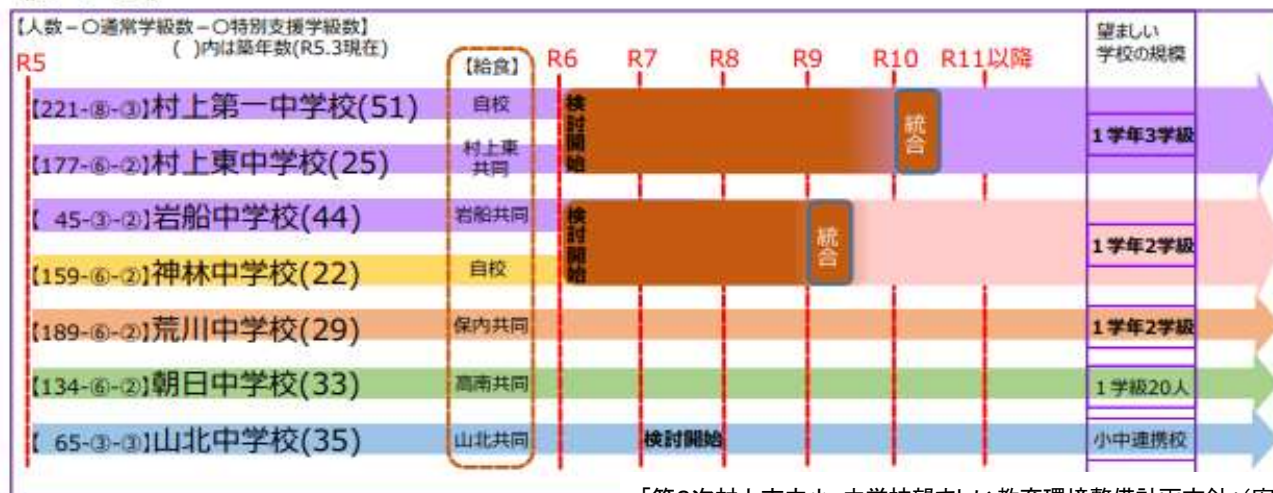 【人数－〇通常学級数－〇特別支援学級数】
( )内は築年数(R5.3現在)
R5
【給食】
R6 R7 R8 R9 R10 R11以降
望ましい
学校の規模
【221-⑧-③】村上第一中学校(51) 自校
【177-⑥-②】村上東中学校(25) 村上東
共同
検討開始
統合
1学年3学級
【 45-③-②】岩船中学校(44) 岩船共同
【159-⑥-②】神林中学校(22) 自校
検討開始
統合
1学年2学級
【189-⑥-②】荒川中学校(29) 保内共同 1学年2学級
【134-⑥-②】朝日中学校(33) 高南共同 1学級20人
【 65-③-③】山北中学校(35) 山北共同 検討開始 小中連携校